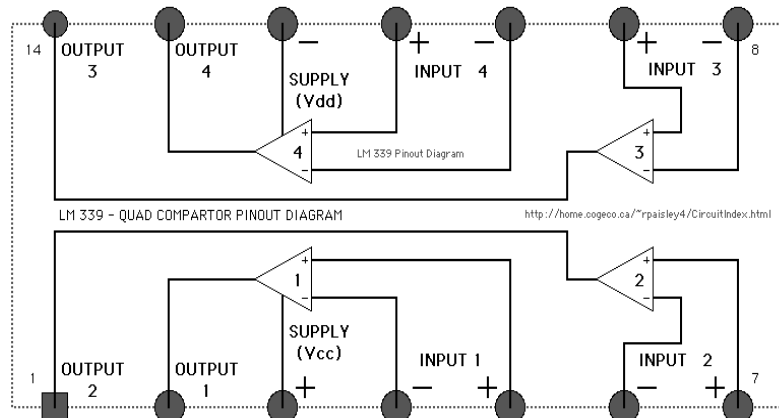 14 OUTPUT 3
OUTPUT 4
−
SUPPLY (Vdd)
+ −
INPUT 4
+ −
INPUT 3
8
+
4
−
LM 339 Pinout Diagram
+
3
−
LM 339 - QUAD COMPARTOR PINOUT DIAGRAM
http://home.cogeco.ca/~rpaisley4/CircuitIndex.html
+
1
−
+
2
−
1 OUTPUT 2
OUTPUT 1
SUPPLY (Vcc)
+
INPUT 1
− +
INPUT 2
− +
7